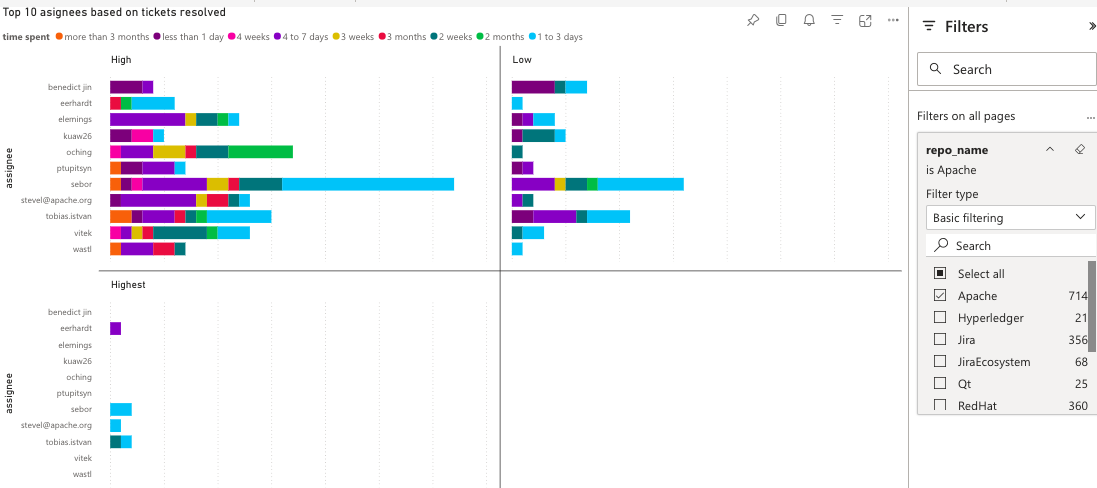 Top 10 asignees based on tickets resolved
time spent more than 3 months less than 1 day 4 weeks 4 to 7 days 3 weeks 3 months 2 weeks 2 months 1 to 3 days
High
assignee
benedict jin
eerhardt
elemings
kuaw26
oching
ptupitsyn
sebor
stevel@apache.org
tobias.istvan
vitek
wastl
Low
Highest
assignee
benedict jin
eerhardt
elemings
kuaw26
oching
ptupitsyn
sebor
stevel@apache.org
tobias.istvan
vitek
wastl
Filters
Search
Filters on all pages
repo_name
is Apache
Filter type
Basic filtering
Search
Select all
Apache 714
Hyperledger 21
Jira 356
JiraEcosystem 68
Qt 25
RedHat 360